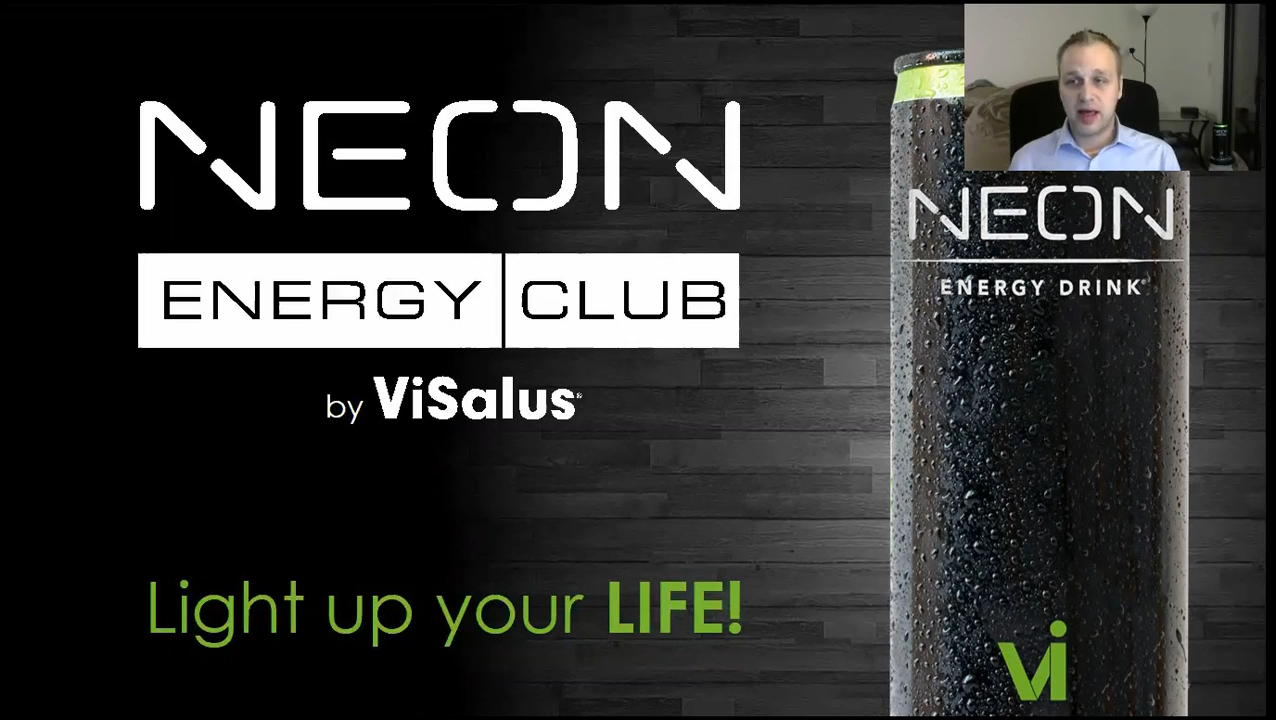 NEON
ENERGY CLUB
by ViSalus®
Light up your LIFE!
NEON
ENERGY DRINK®
vi